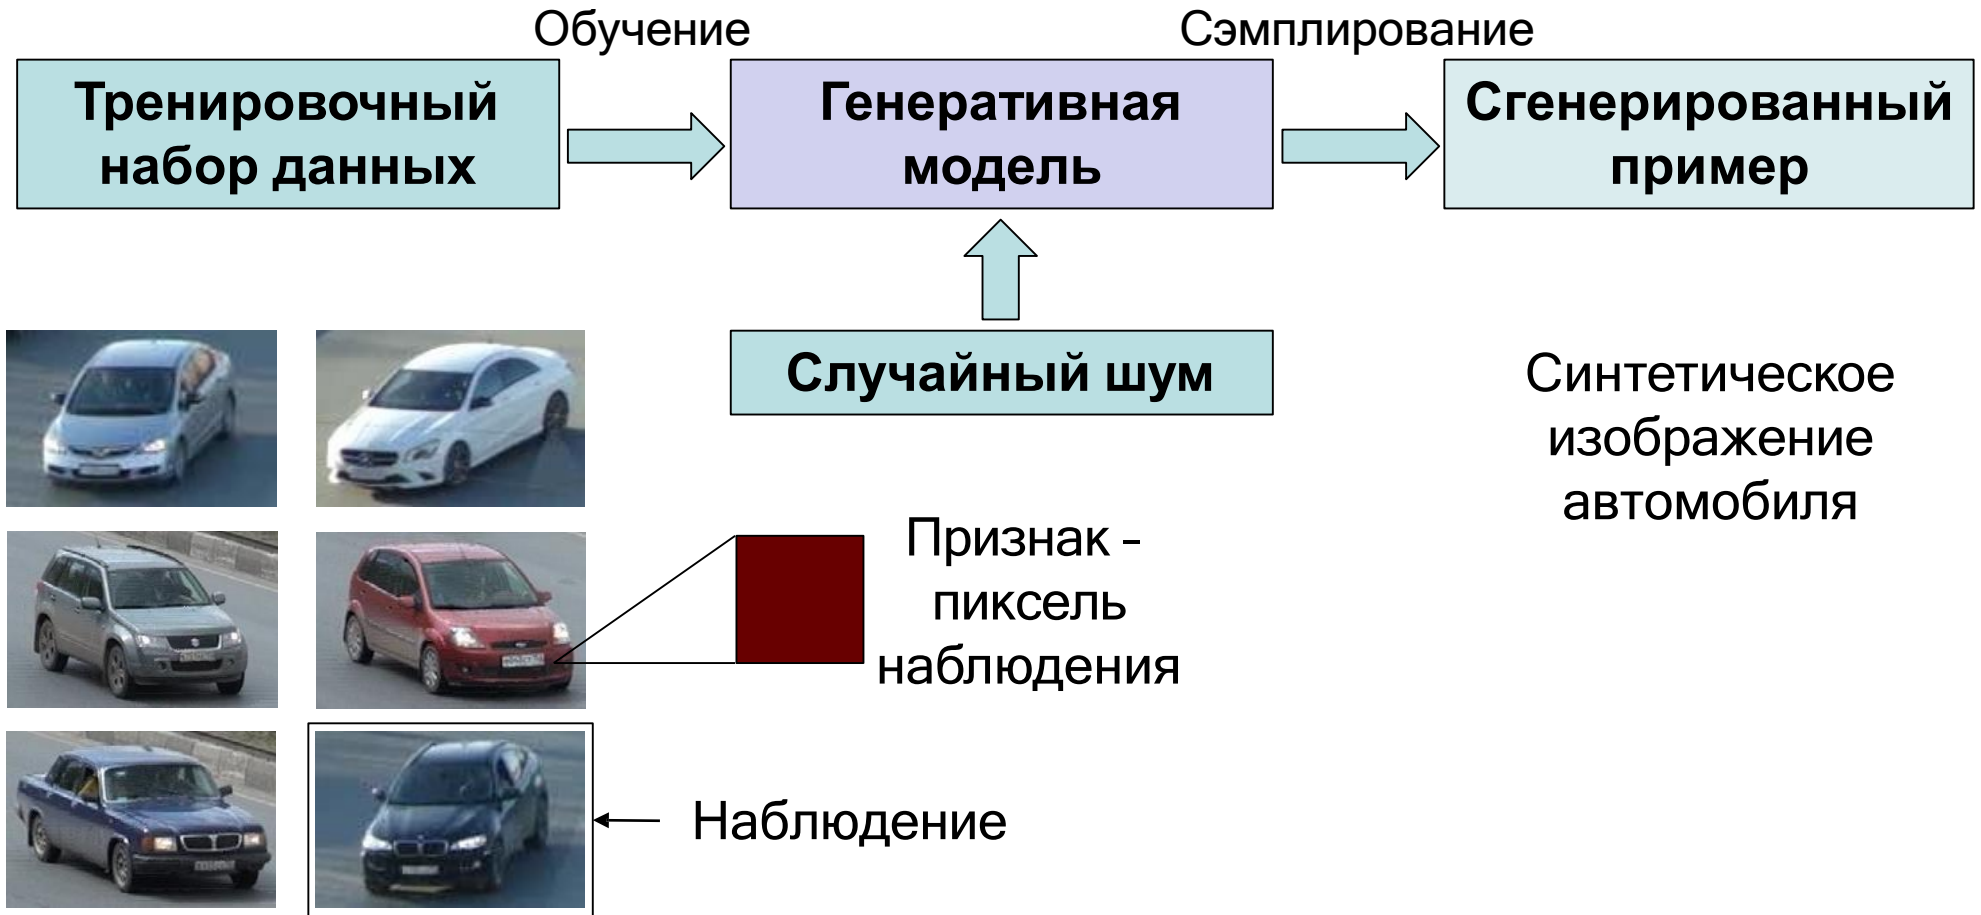 Обучение
Сэмплирование
Тренировочный
набор данных
Генеративная
модель
Сгенерированный
пример
Случайный шум
Синтетическое
изображение
автомобиля
Признак -
пиксель
наблюдения
Наблюдение